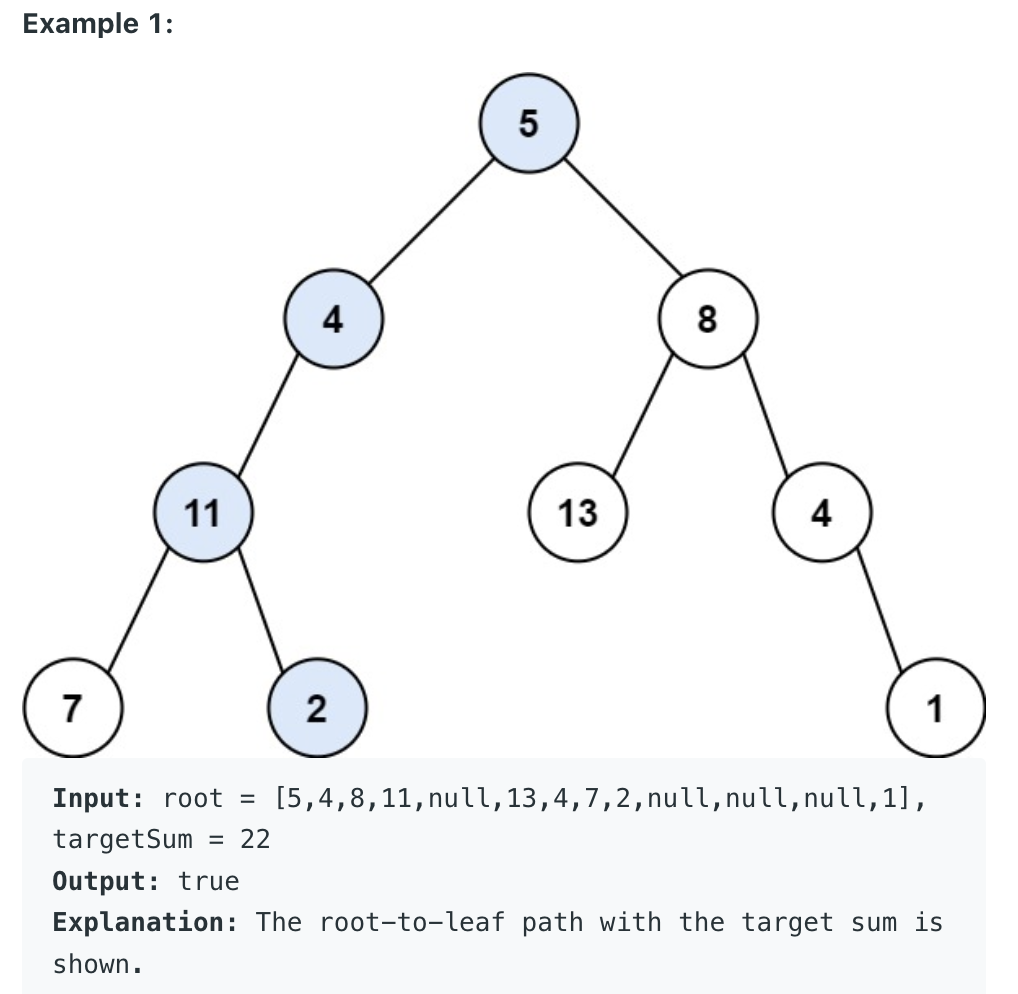 Example 1:
5
4
8
11
13
4
7
2
1
Input: root = [5,4,8,11,null,13,4,7,2,null,null,null,1],
targetSum = 22
Output: true
Explanation: The root-to-leaf path with the target sum is
shown.